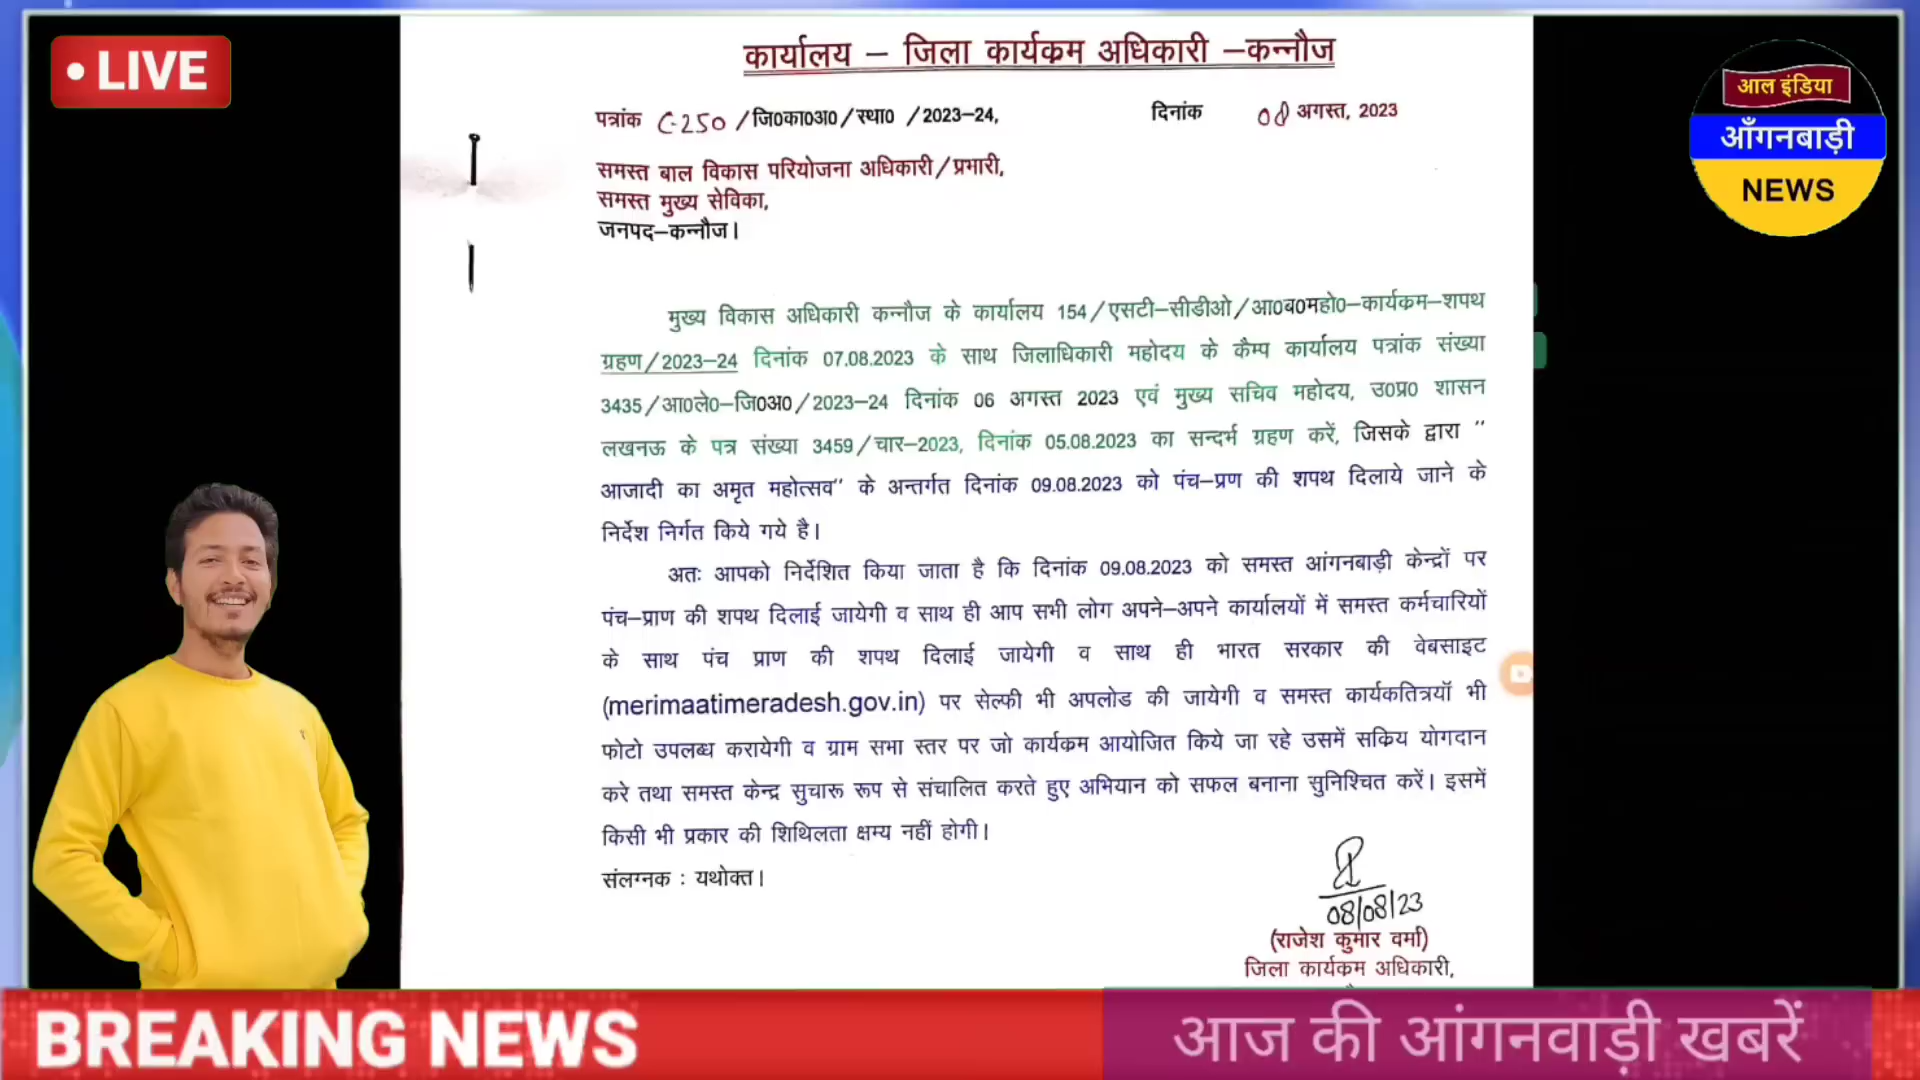 • LIVE
कार्यालय – जिला कार्यक्रम अधिकारी –कन्नौज
पत्रांक C-250 /जि0का0अ0/स्था0 /2023–24,
दिनांक 08 अगस्त, 2023
आल इंडिया
आँगनबाड़ी
NEWS
समस्त बाल विकास परियोजना अधिकारी/प्रभारी,
समस्त मुख्य सेविका,
जनपद–कन्नौज।
मुख्य विकास अधिकारी कन्नौज के कार्यालय 154/एसटी–सीडीओ/आ0ब0महो0–कार्यक्रम–शपथ
ग्रहण/2023–24 दिनांक 07.08.2023 के साथ जिलाधिकारी महोदय के कैम्प कार्यालय पत्रांक संख्या
3435/आ0ले0–जि0अ0/2023–24 दिनांक 06 अगस्त 2023 एवं मुख्य सचिव महोदय, उ0प्र0 शासन
लखनऊ के पत्र संख्या 3459/चार–2023, दिनांक 05.08.2023 का सन्दर्भ ग्रहण करें, जिसके द्वारा "
आजादी का अमृत महोत्सव" के अन्तर्गत दिनांक 09.08.2023 को पंच–प्रण की शपथ दिलाये जाने के
निर्देश निर्गत किये गये है।
अतः आपको निर्देशित किया जाता है कि दिनांक 09.08.2023 को समस्त आंगनबाड़ी केन्द्रों पर
पंच–प्राण की शपथ दिलाई जायेगी व साथ ही आप सभी लोग अपने–अपने कार्यालयों में समस्त कर्मचारियों
के साथ पंच प्राण की शपथ दिलाई जायेगी व साथ ही भारत सरकार की वेबसाइट
(merimaatimeradesh.gov.in) पर सेल्फी भी अपलोड की जायेगी व समस्त कार्यकतित्रयॉ भी
फोटो उपलब्ध करायेगी व ग्राम सभा स्तर पर जो कार्यक्रम आयोजित किये जा रहे उसमें सक्रिय योगदान
करे तथा समस्त केन्द्र सुचारू रूप से संचालित करते हुए अभियान को सफल बनाना सुनिश्चित करें। इसमें
किसी भी प्रकार की शिथिलता क्षम्य नहीं होगी।
संलग्नक : यथोक्त।
08/08/23
(राजेश कुमार वर्मा)
जिला कार्यक्रम अधिकारी,
BREAKING NEWS
आज की आंगनवाड़ी खबरें